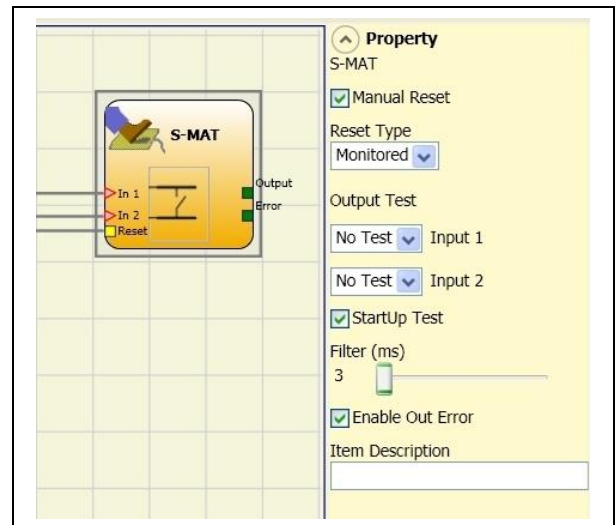 S-MAT
In 1
In 2
Reset
Output
Error
Property
S-MAT
Manual Reset
Reset Type
Monitored
Output Test
No Test Input 1
No Test Input 2
StartUp Test
Filter (ms)
3
Enable Out Error
Item Description